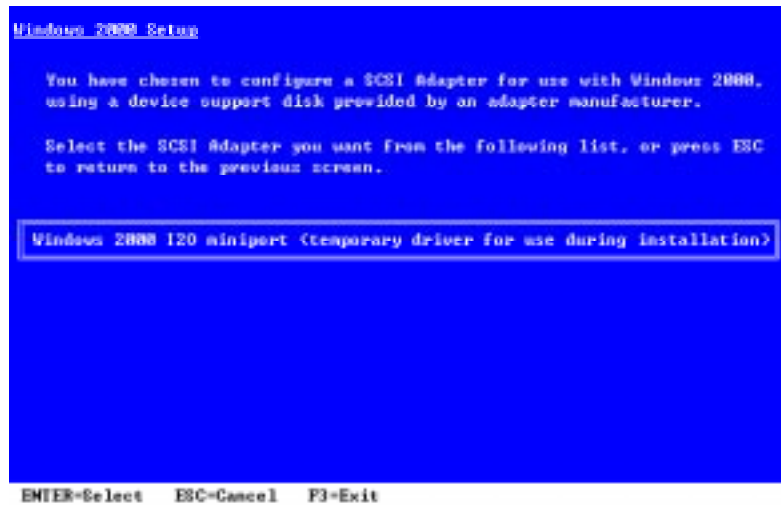 Windows 2000 Setup
You have chosen to configure a SCSI Adapter for use with Windows 2000,
using a device support disk provided by an adapter manufacturer.
Select the SCSI Adapter you want from the following list, or press ESC
to return to the previous screen.
Windows 2000 I2O miniport (temporary driver for use during installation)
ENTER=Select ESC=Cancel F3=Exit